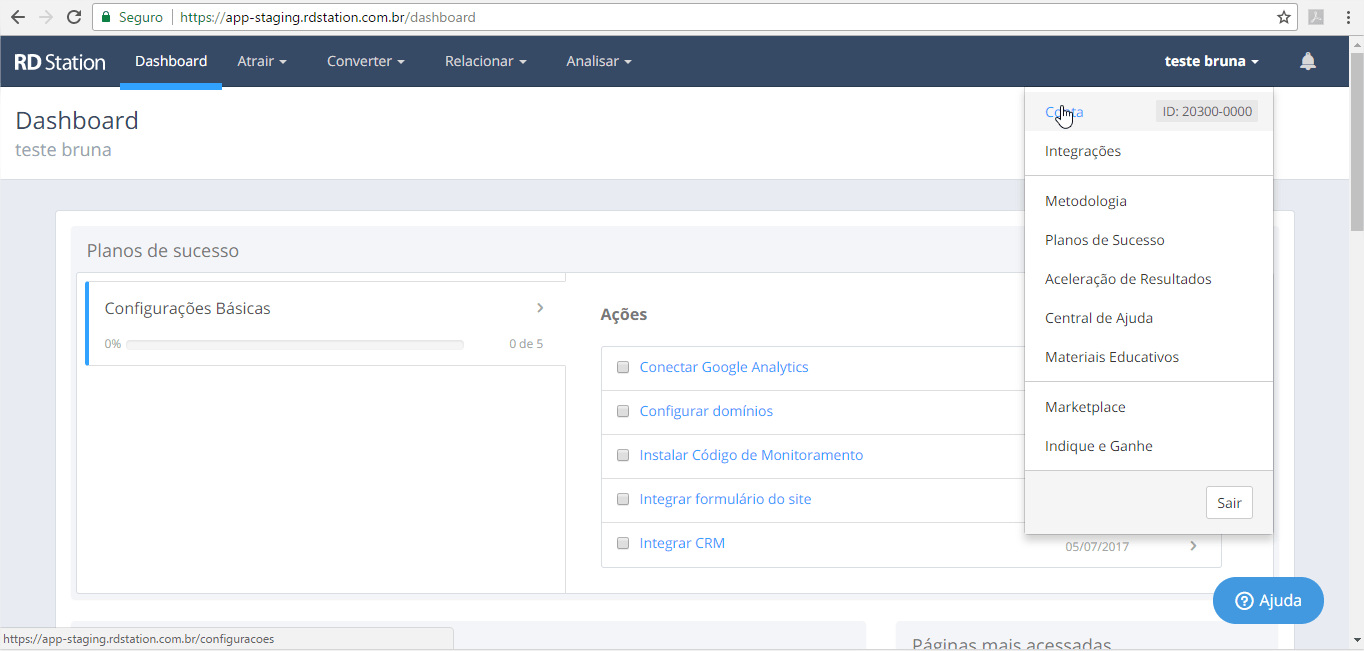 Seguro
https://app-staging.rdstation.com.br/dashboard
RD Station
Dashboard
Atrair
Converter
Relacionar
Analisar
teste bruna
Dashboard
teste bruna
Conta
ID: 20300-0000
Integrações
Metodologia
Planos de Sucesso
Aceleração de Resultados
Central de Ajuda
Materiais Educativos
Marketplace
Indique e Ganhe
Sair
Planos de sucesso
Configurações Básicas
0%
0 de 5
Ações
Conectar Google Analytics
Configurar domínios
Instalar Código de Monitoramento
Integrar formulário do site
Integrar CRM
05/07/2017
Ajuda
Páginas mais acessadas
https://app-staging.rdstation.com.br/configuracoes